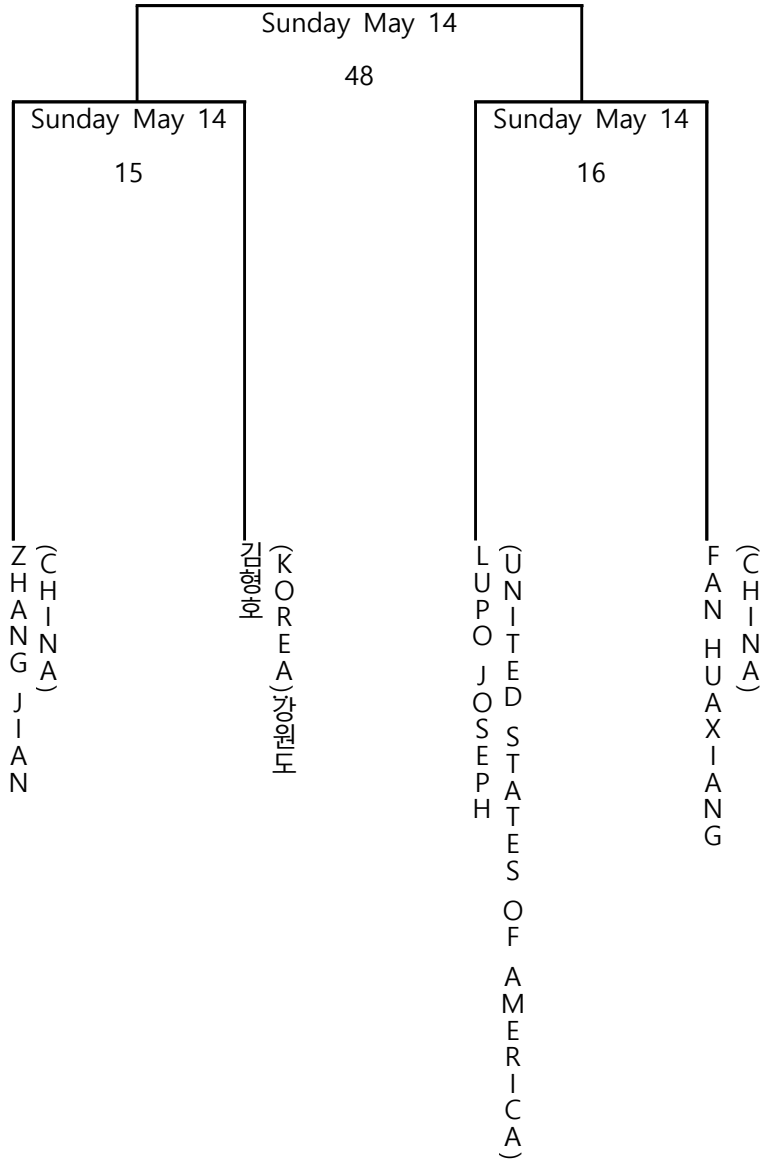 Sunday May 14
48
Sunday May 14
15
Sunday May 14
16
ZHANG JIAN
(CHINA)
김형호
(KOREA):강원도
LUPO JOSEPH
(UNITED STATES OF AMERICA)
FAN HUAXIANG
(CHINA)